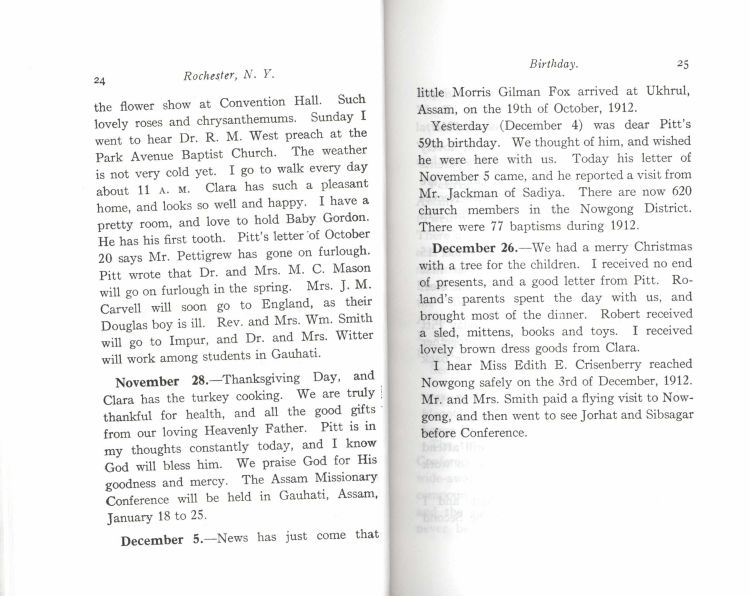 24 Rochester, N. Y.
the flower show at Convention Hall. Such
lovely roses and chrysanthemums. Sunday I
went to hear Dr. R. M. West preach at the
Park Avenue Baptist Church. The weather
is not very cold yet. I go to walk every day
about 11 A. M. Clara has such a pleasant
home, and looks so well and happy. I have a
pretty room, and love to hold Baby Gordon.
He has his first tooth. Pitt's letter of October
20 says Mr. Pettigrew has gone on furlough.
Pitt wrote that Dr. and Mrs. M. C. Mason
will go on furlough in the spring. Mrs. J. M.
Carvell will soon go to England, as their
Douglas boy is ill. Rev. and Mrs. Wm. Smith
will go to Impur, and Dr. and Mrs. Witter
will work among students in Gauhati.
November 28.—Thanksgiving Day, and
Clara has the turkey cooking. We are truly
thankful for health, and all the good gifts
from our loving Heavenly Father. Pitt is in
my thoughts constantly today, and I know
God will bless him. We praise God for His
goodness and mercy. The Assam Missionary
Conference will be held in Gauhati, Assam,
January 18 to 25.
December 5.—News has just come that
Birthday. 25
little Morris Gilman Fox arrived at Ukhrul,
Assam, on the 19th of October, 1912.
Yesterday (December 4) was dear Pitt's
59th birthday. We thought of him, and wished
he were here with us. Today his letter of
November 5 came, and he reported a visit from
Mr. Jackman of Sadiya. There are now 620
church members in the Nowgong District.
There were 77 baptisms during 1912.
December 26.—We had a merry Christmas
with a tree for the children. I received no end
of presents, and a good letter from Pitt. Ro-
land's parents spent the day with us, and
brought most of the dinner. Robert received
a sled, mittens, books and toys. I received
lovely brown dress goods from Clara.
I hear Miss Edith E. Crisenberry reached
Nowgong safely on the 3rd of December, 1912.
Mr. and Mrs. Smith paid a flying visit to Now-
gong, and then went to see Jorhat and Sibsagar
before Conference.